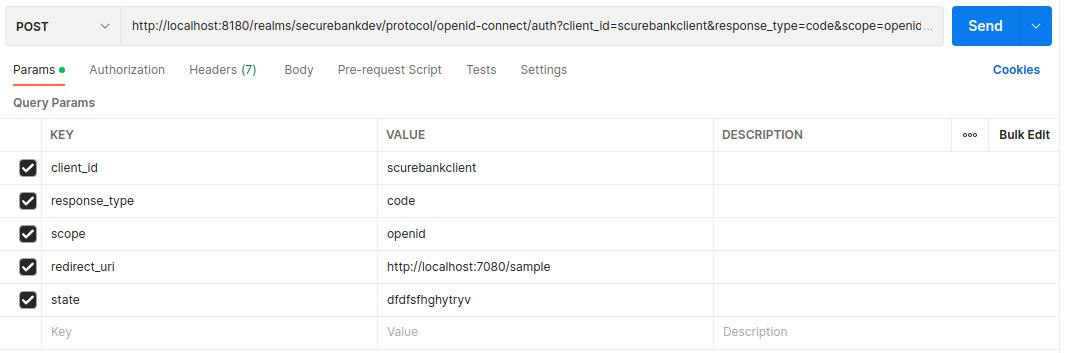 POST http://localhost:8180/realms/securebankdev/protocol/openid-connect/auth?client_id=scurebankclient&response_type=code&scope=openid... Send
Params Authorization Headers (7) Body Pre-request Script Tests Settings Cookies
Query Params
KEY VALUE DESCRIPTION ooo Bulk Edit
client_id scurebankclient
response_type code
scope openid
redirect_uri http://localhost:7080/sample
state dfdfsfhghytryv
Key Value Description